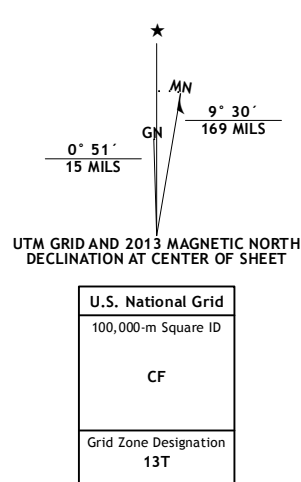 ★
MN
GN
9° 30´
169 MILS
0° 51´
15 MILS
UTM GRID AND 2013 MAGNETIC NORTH
DECLINATION AT CENTER OF SHEET
U.S. National Grid
100,000-m Square ID
CF
Grid Zone Designation
13T